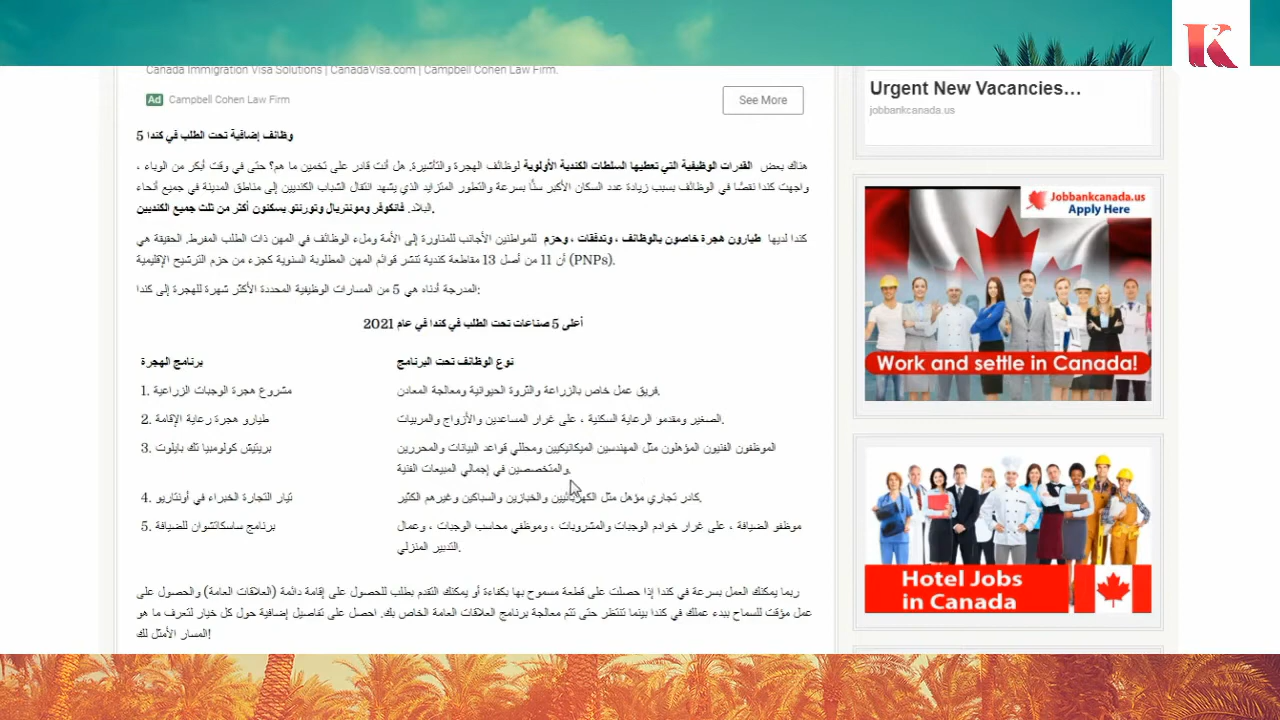 Canada Immigration Visa Solutions | CanadaVisa.com | Campbell Cohen Law Firm.
Ad Campbell Cohen Law Firm
See More
وظائف إضافية تحت الطلب في كندا 5
هناك بعض القدرات الوظيفية التي تعطيها السلطات الكندية الأولوية لوظائف الهجرة والتأشيرة. هل أنت قادر على تخمين ما هم؟ حتى في وقت أبكر من الوباء ،
واجهت كندا نقصًا في الوظائف بسبب زيادة عدد السكان الأكبر سنًا بسرعة والتطور المتزايد الذي يشهد انتقال الشباب الكنديين إلى مناطق المدينة في جميع أنحاء
البلاد. فانكوفر ومونتريال وتورنتو يسكنون أكثر من ثلث جميع الكنديين.
كندا لديها طيارون هجرة خاصون بالوظائف ، وتدفقات ، وحزم للمواطنين الأجانب للمناورة إلى الأمة وملء الوظائف في المهن ذات الطلب المفرط. الحقيقة هي
أن 11 من أصل 13 مقاطعة كندية تنشر قوائم المهن المطلوبة السنوية كجزء من حزم الترشيح الإقليمية (PNPs).
المدرجة أدناه هي 5 من المسارات الوظيفية المحددة الأكثر شهرة للهجرة إلى كندا:
أعلى 5 صناعات تحت الطلب في كندا في عام 2021
برنامج الهجرة نوع الوظائف تحت البرنامج
1. مشروع هجرة الوجبات الزراعية فريق عمل خاص بالزراعة والثروة الحيوانية ومعالجة المعادن.
2. طيارو هجرة رعاية الإقامة الصغير ومقدمو الرعاية السكنية ، على غرار المساعدين والأزواج والمربيات.
3. بريتيش كولومبيا تك بايلوت الموظفون الفنيون المؤهلون مثل المهندسين الميكانيكيين ومحللي قواعد البيانات والمحررين
والمتخصصين في إجمالي المبيعات الفنية.
4. تيار التجارة الخبراء في أونتاريو كادر تجاري مؤهل مثل الكهربائيين والخبازين والسباكين وغيرهم الكثير.
5. برنامج ساسكاتشوان للضيافة موظفو الضيافة ، على غرار خوادم الوجبات والمشروبات ، وموظفي محاسب الوجبات ، وعمال
التدبير المنزلي.
ربما يمكنك العمل بسرعة في كندا إذا حصلت على قطعة مسموح بها بكفاءة أو يمكنك التقدم بطلب للحصول على إقامة دائمة (العلاقات العامة) والحصول على
عمل مؤقت للسماح ببدء عملك في كندا بينما تنتظر حتى تتم معالجة برنامج العلاقات العامة الخاص بك. احصل على تفاصيل إضافية حول كل خيار لتعرف ما هو
المسار الأمثل لك!
Urgent New Vacancies…
jobbankcanada.us
Jobbankcanada.us
Apply Here
Work and settle in Canada!
Hotel Jobs
in Canada
K